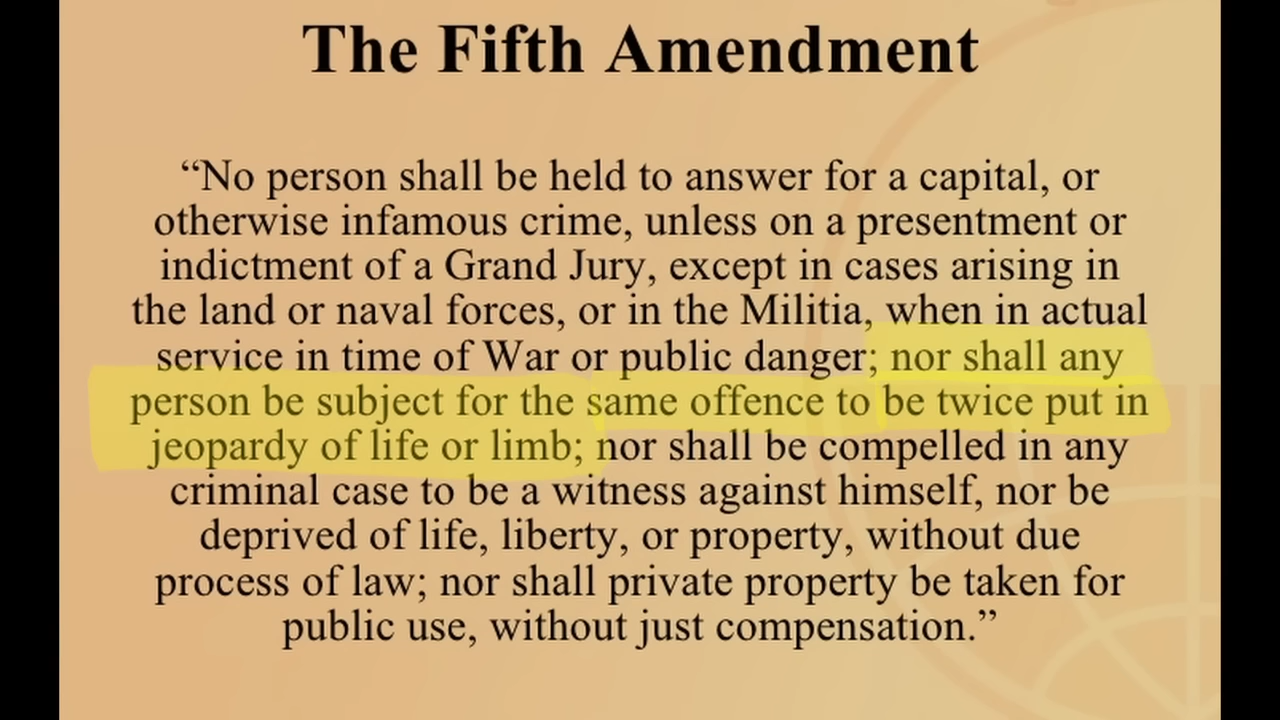 The Fifth Amendment
“No person shall be held to answer for a capital, or
otherwise infamous crime, unless on a presentment or
indictment of a Grand Jury, except in cases arising in
the land or naval forces, or in the Militia, when in actual
service in time of War or public danger; nor shall any
person be subject for the same offence to be twice put in
jeopardy of life or limb; nor shall be compelled in any
criminal case to be a witness against himself, nor be
deprived of life, liberty, or property, without due
process of law; nor shall private property be taken for
public use, without just compensation.”